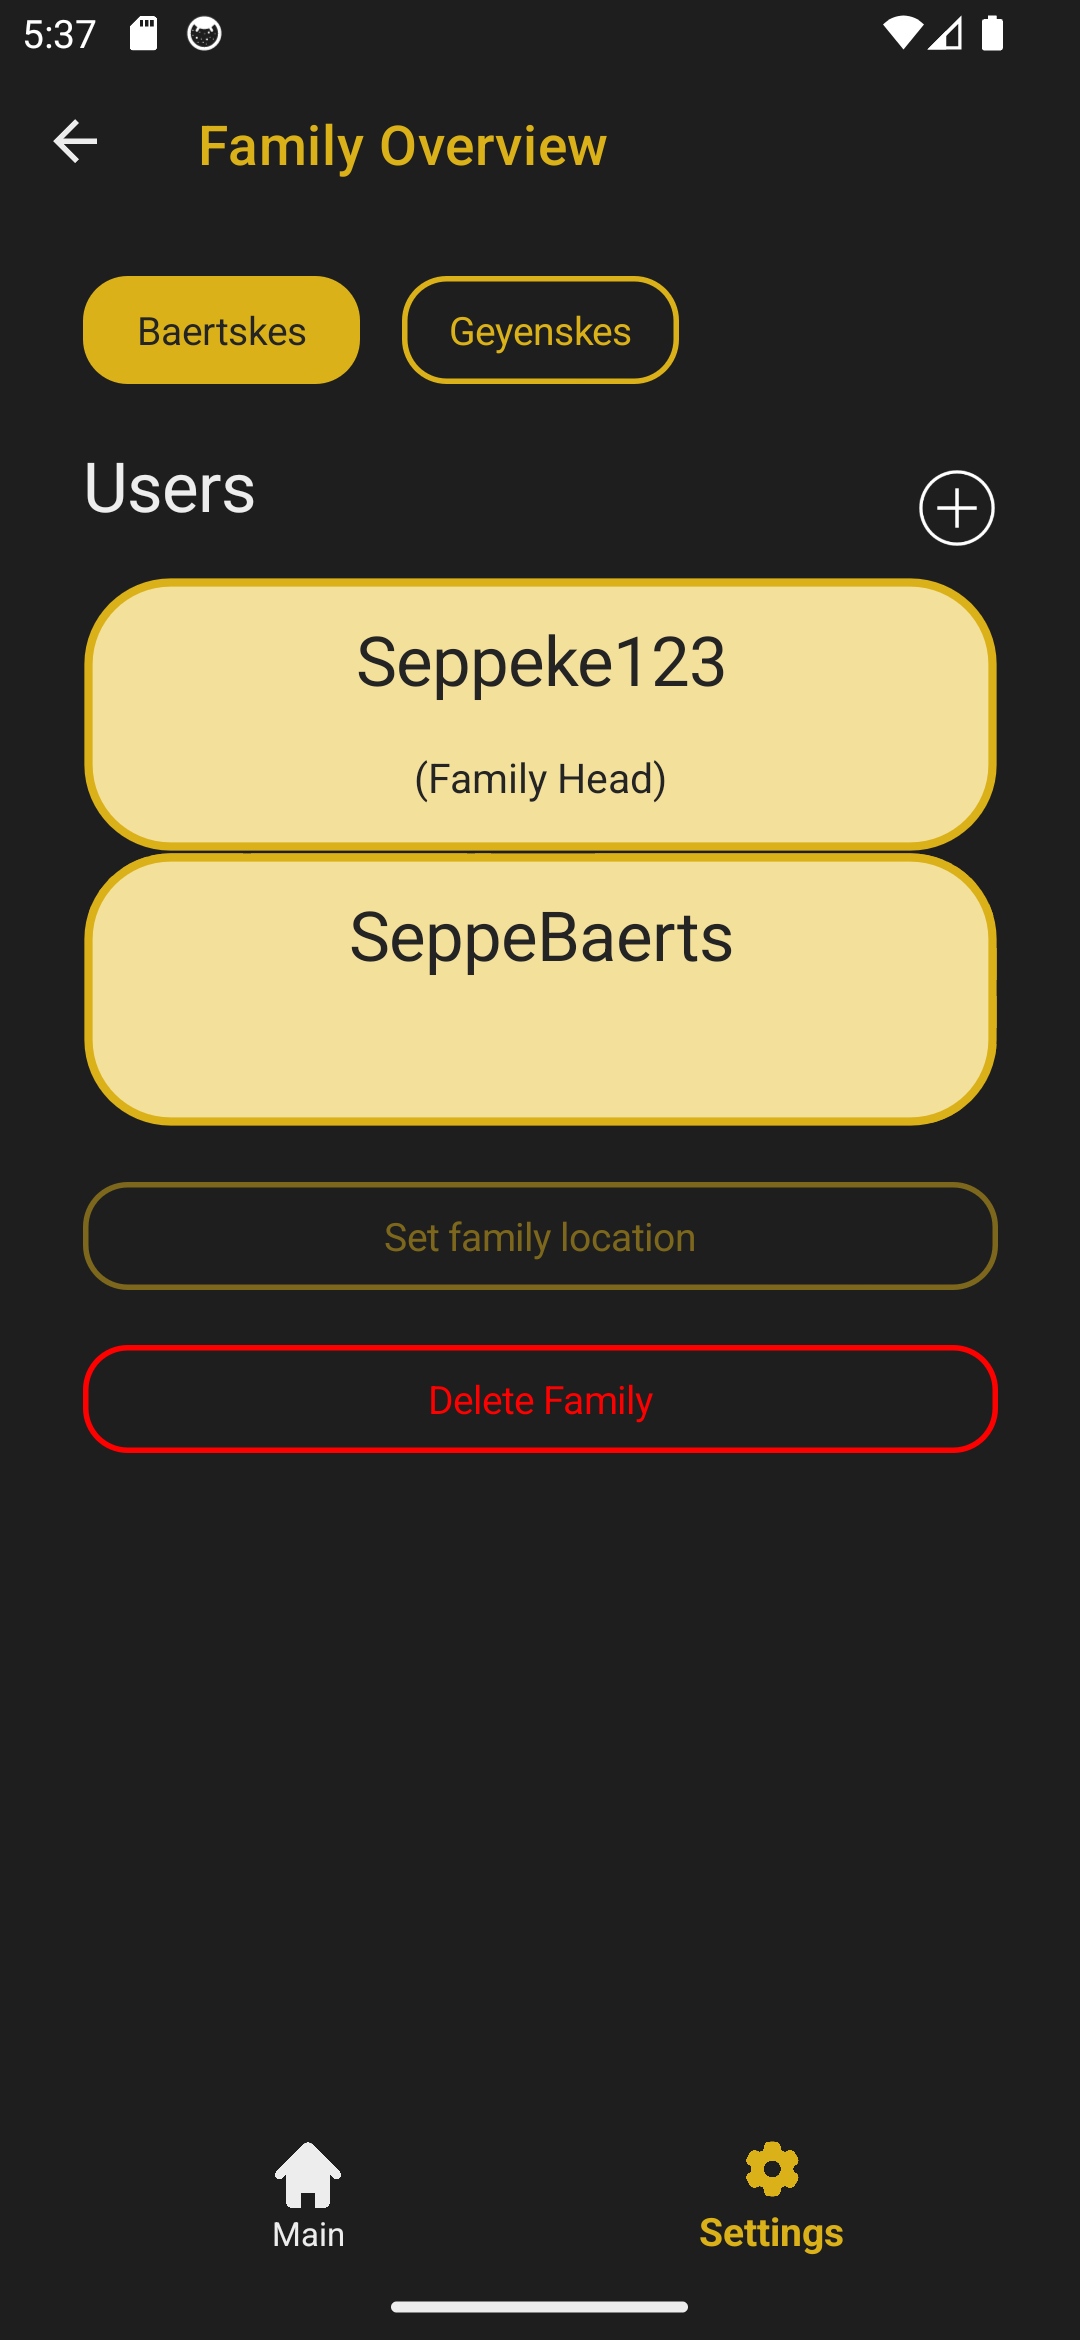 5:37
Family Overview
Baertskes
Geyenskes
Users
Seppeke123
(Family Head)
SeppeBaerts
Set family location
Delete Family
Main
Settings